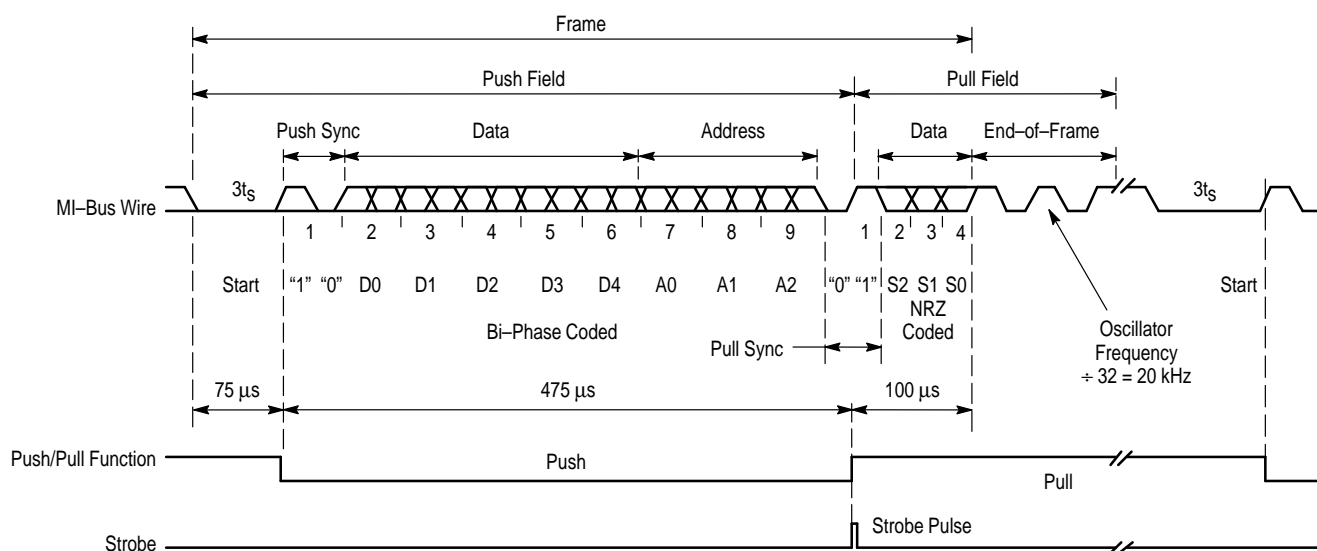 Frame
Push Field
Pull Field
Push Sync
Data
Address
Data
End–of–Frame
MI–Bus Wire
3ts
3ts
1 2 3 4 5 6 7 8 9 1 2 3 4
Start “1” “0” D0 D1 D2 D3 D4 A0 A1 A2 “0” “1” S2 S1 S0 Start
Bi–Phase Coded
NRZ
Coded
Pull Sync
Oscillator
Frequency
÷ 32 = 20 kHz
75 µs
475 µs
100 µs
Push/Pull Function
Push
Pull
Strobe Pulse
Strobe